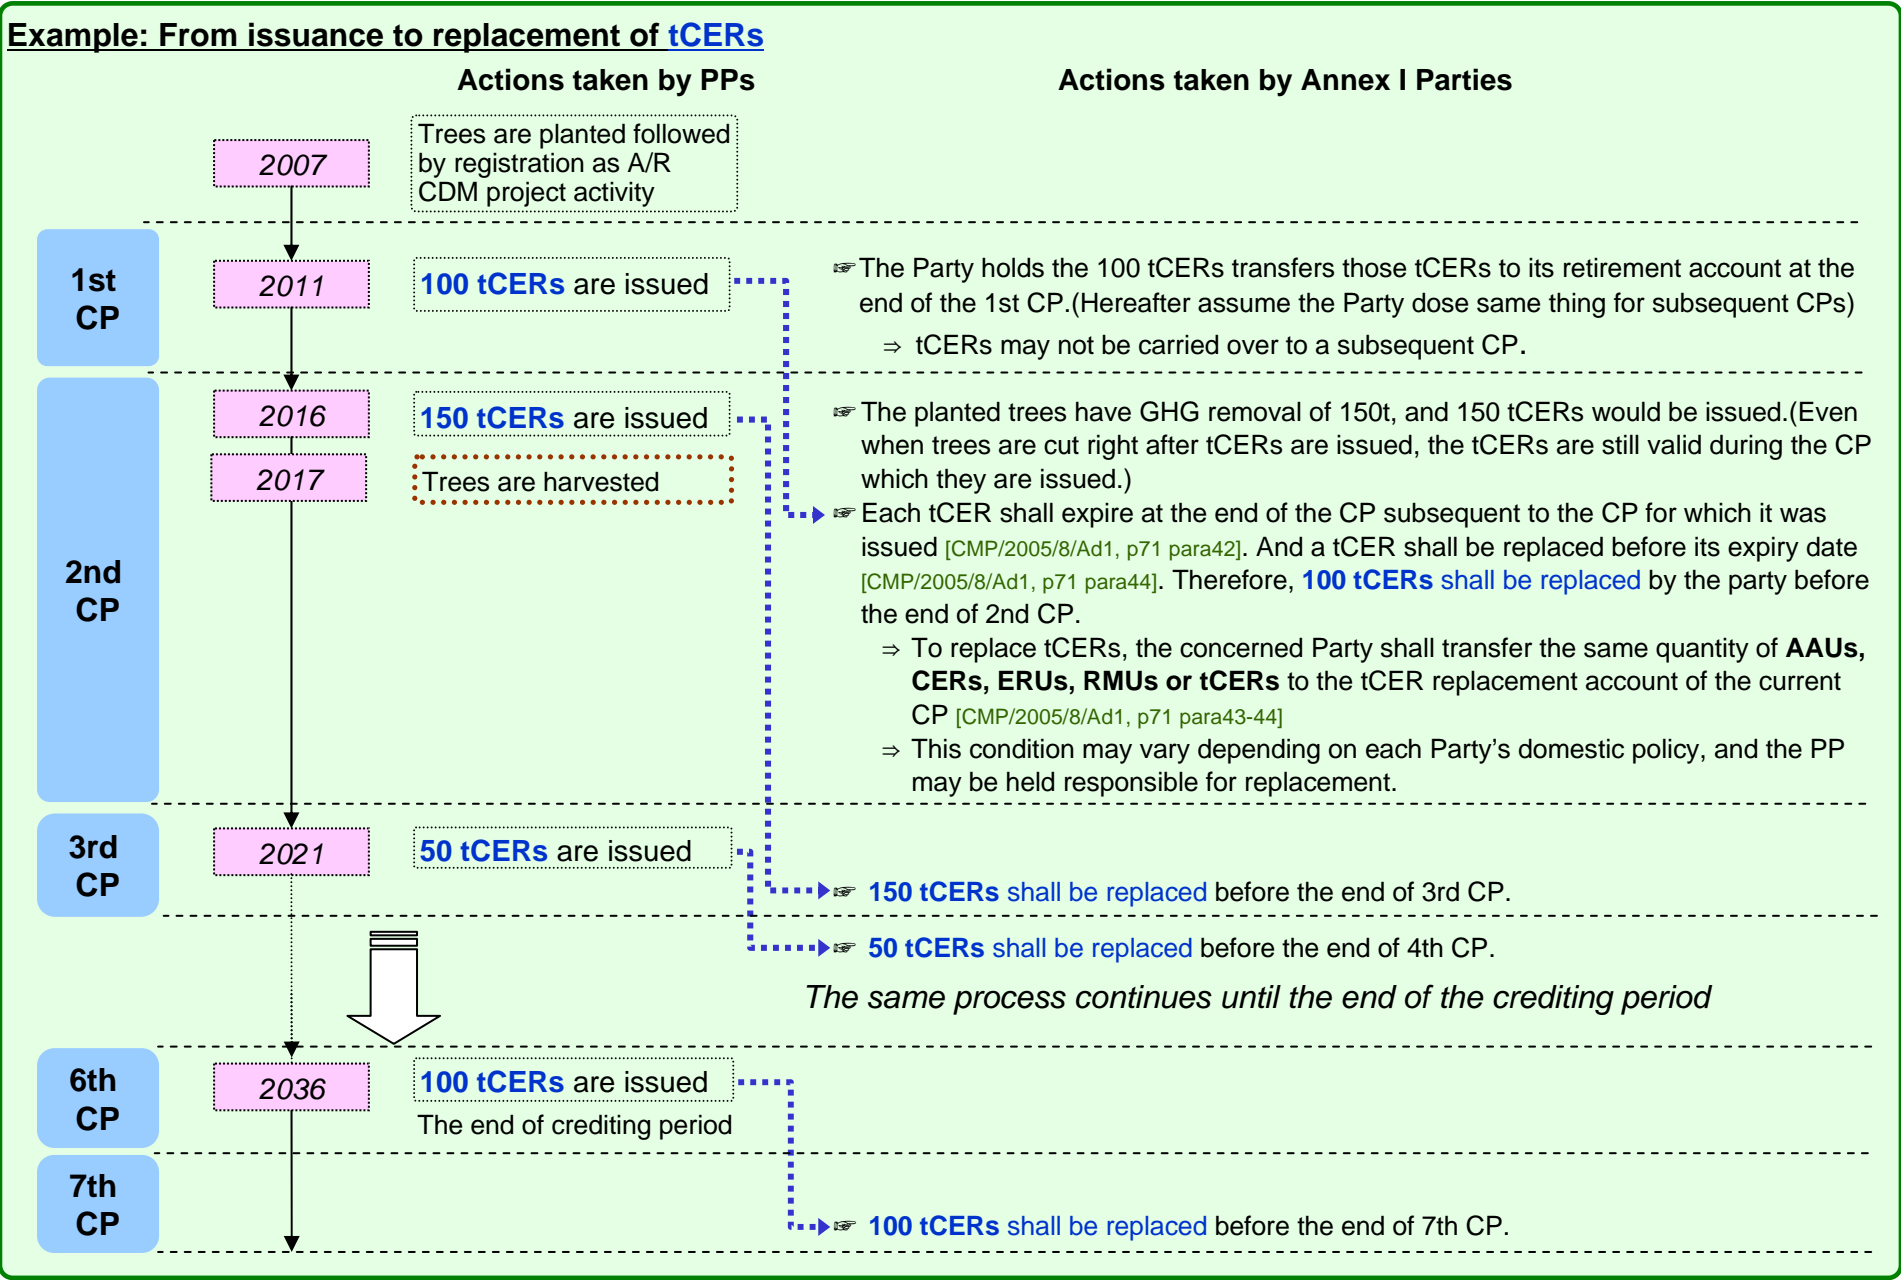 Example: From issuance to replacement of tCERs
Actions taken by PPs
Actions taken by Annex I Parties
2007
Trees are planted followed
by registration as A/R
CDM project activity
1st
CP
2011
100 tCERs are issued
☞The Party holds the 100 tCERs transfers those tCERs to its retirement account at the
end of the 1st CP.(Hereafter assume the Party dose same thing for subsequent CPs)
⇒ tCERs may not be carried over to a subsequent CP.
2nd
CP
2016
150 tCERs are issued
2017
Trees are harvested
☞The planted trees have GHG removal of 150t, and 150 tCERs would be issued.(Even
when trees are cut right after tCERs are issued, the tCERs are still valid during the CP
which they are issued.)
☞Each tCER shall expire at the end of the CP subsequent to the CP for which it was
issued [CMP/2005/8/Ad1, p71 para42]. And a tCER shall be replaced before its expiry date
[CMP/2005/8/Ad1, p71 para44]. Therefore, 100 tCERs shall be replaced by the party before
the end of 2nd CP.
⇒ To replace tCERs, the concerned Party shall transfer the same quantity of AAUs,
CERs, ERUs, RMUs or tCERs to the tCER replacement account of the current
CP [CMP/2005/8/Ad1, p71 para43-44]
⇒ This condition may vary depending on each Party's domestic policy, and the PP
may be held responsible for replacement.
3rd
CP
2021
50 tCERs are issued
☞ 150 tCERs shall be replaced before the end of 3rd CP.
☞ 50 tCERs shall be replaced before the end of 4th CP.
The same process continues until the end of the crediting period
6th
CP
2036
100 tCERs are issued
The end of crediting period
7th
CP
☞ 100 tCERs shall be replaced before the end of 7th CP.